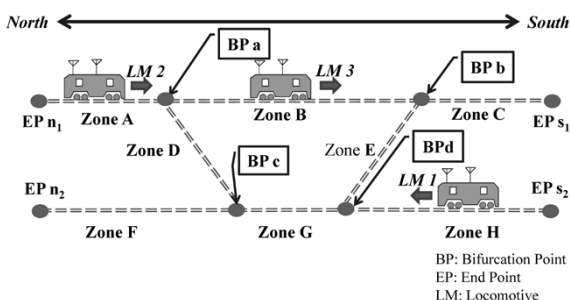 North South
BP a
LM 2
LM 3
BP b
EP n1
Zone A
Zone B
Zone C
EP s1
Zone D
Zone E
BP c
BPd
EP n2
LM 1
EP s2
Zone F
Zone G
Zone H
BP: Bifurcation Point
EP: End Point
LM: Locomotive